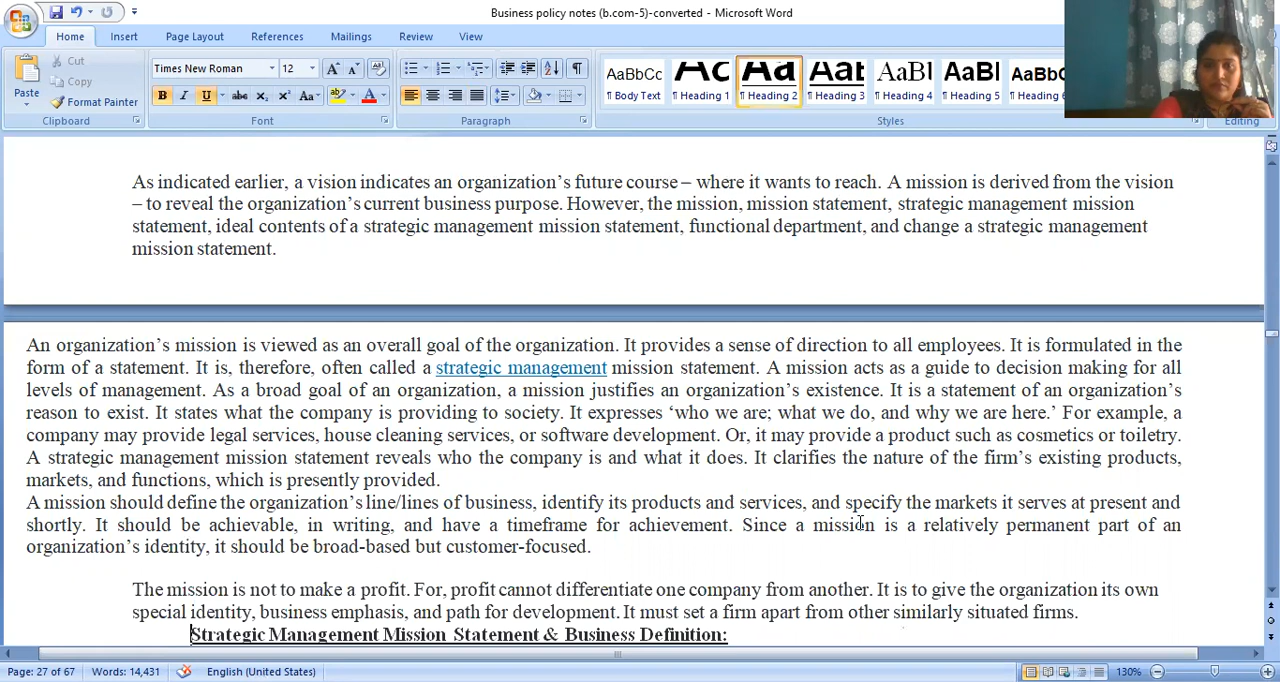 Business policy notes (b.com-5)-converted - Microsoft Word
Home Insert Page Layout References Mailings Review View
Paste
Cut
Copy
Format Painter
Clipboard
Times New Roman 12
Font
Paragraph
AaBbCc Ac Aa AaBb AaBl AaBl AaBb
¶ Body Text ¶ Heading 1 ¶ Heading 2 ¶ Heading 3 ¶ Heading 4 ¶ Heading 5
Styles
Editing
As indicated earlier, a vision indicates an organization’s future course – where it wants to reach. A mission is derived from the vision
– to reveal the organization’s current business purpose. However, the mission, mission statement, strategic management mission
statement, ideal contents of a strategic management mission statement, functional department, and change a strategic management
mission statement.
An organization’s mission is viewed as an overall goal of the organization. It provides a sense of direction to all employees. It is formulated in the
form of a statement. It is, therefore, often called a strategic management mission statement. A mission acts as a guide to decision making for all
levels of management. As a broad goal of an organization, a mission justifies an organization’s existence. It is a statement of an organization’s
reason to exist. It states what the company is providing to society. It expresses ‘who we are; what we do, and why we are here.’ For example, a
company may provide legal services, house cleaning services, or software development. Or, it may provide a product such as cosmetics or toiletry.
A strategic management mission statement reveals who the company is and what it does. It clarifies the nature of the firm’s existing products,
markets, and functions, which is presently provided.
A mission should define the organization’s line/lines of business, identify its products and services, and specify the markets it serves at present and
shortly. It should be achievable, in writing, and have a timeframe for achievement. Since a mission is a relatively permanent part of an
organization’s identity, it should be broad-based but customer-focused.
The mission is not to make a profit. For, profit cannot differentiate one company from another. It is to give the organization its own
special identity, business emphasis, and path for development. It must set a firm apart from other similarly situated firms.
Strategic Management Mission Statement & Business Definition:
Page: 27 of 67 Words: 14,431 English (United States) 130%